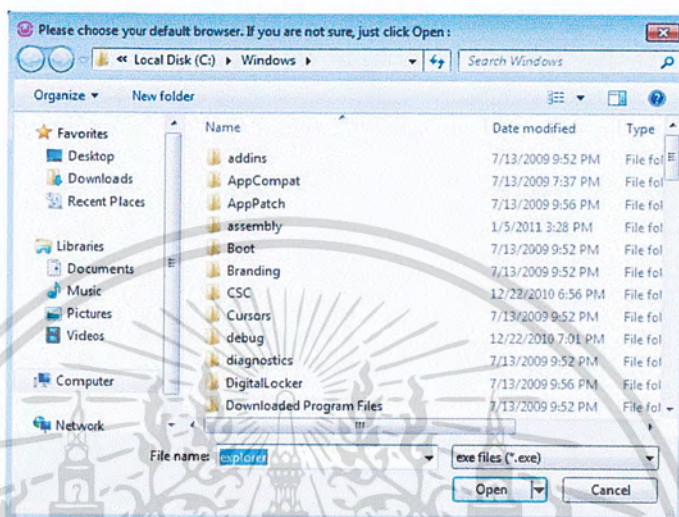 Please choose your default browser. If you are not sure, just click Open :
« Local Disk (C:) ▸ Windows ▸ Search Windows
Organize ▾ New folder
Name Date modified Type
Favorites
Desktop
Downloads
Recent Places
Libraries
Documents
Music
Pictures
Videos
Computer
Network
addins 7/13/2009 9:52 PM File fol
AppCompat 7/13/2009 7:37 PM File fol
AppPatch 7/13/2009 9:56 PM File fol
assembly 1/5/2011 3:28 PM File fol
Boot 7/13/2009 9:52 PM File fol
Branding 7/13/2009 9:52 PM File fol
CSC 12/22/2010 6:56 PM File fol
Cursors 7/13/2009 9:52 PM File fol
debug 12/22/2010 7:01 PM File fol
diagnostics 7/13/2009 9:52 PM File fol
DigitalLocker 7/13/2009 9:56 PM File fol
Downloaded Program Files 7/13/2009 9:52 PM File fol
File name: explorer exe files (*.exe)
Open Cancel